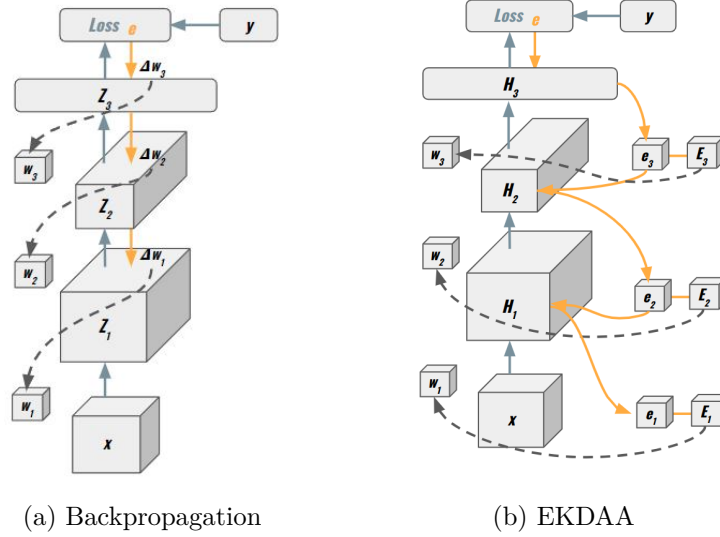 Loss e
y
Δw3
Z3
w3
Δw2
Z2
w2
Δw1
Z1
w1
x
(a) Backpropagation
Loss e
y
H3
w3
e3
E3
H2
w2
e2
E2
H1
w1
e1
E1
x
(b) EKDAA